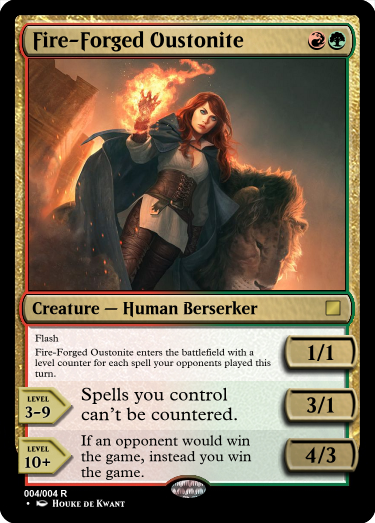 Fire-Forged Oustonite
Creature — Human Berserker
Flash
Fire-Forged Oustonite enters the battlefield with a
level counter for each spell your opponents played this
turn.
1/1
LEVEL
3-9
Spells you control
can't be countered.
3/1
LEVEL
10+
If an opponent would win
the game, instead you win
the game.
4/3
004/004 R
• Houke de Kwant